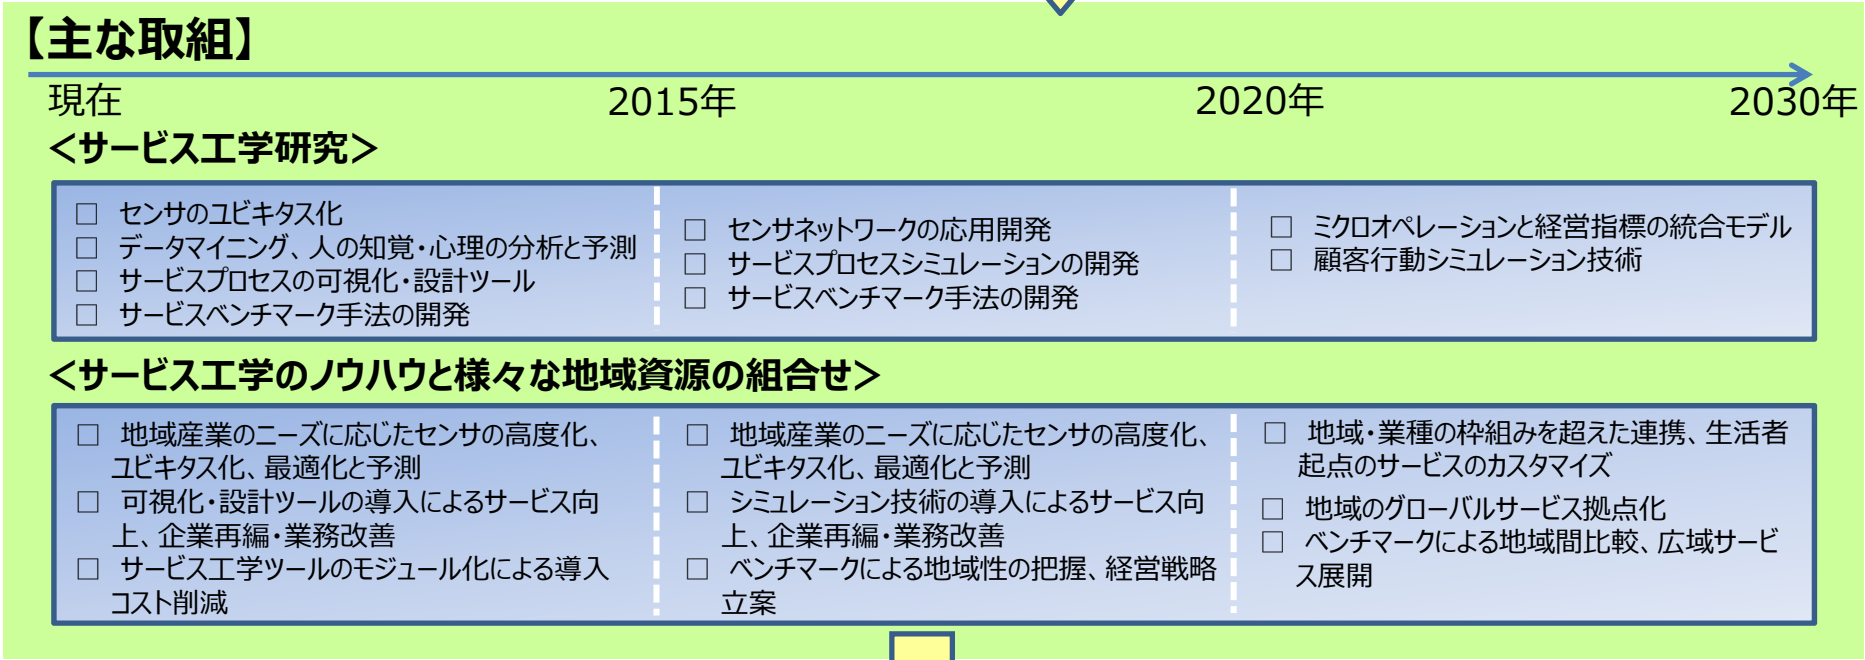 【主な取組】
現在 2015年 2020年 2030年
<サービス工学研究>
□ センサのユビキタス化
□ データマイニング、人の知覚・心理の分析と予測
□ サービスプロセスの可視化・設計ツール
□ サービスベンチマーク手法の開発
□ センサネットワークの応用開発
□ サービスプロセスシミュレーションの開発
□ サービスベンチマーク手法の開発
□ ミクロオペレーションと経営指標の統合モデル
□ 顧客行動シミュレーション技術
<サービス工学のノウハウと様々な地域資源の組合せ>
□ 地域産業のニーズに応じたセンサの高度化、
ユビキタス化、最適化と予測
□ 可視化・設計ツールの導入によるサービス向
上、企業再編・業務改善
□ サービス工学ツールのモジュール化による導入
コスト削減
□ 地域産業のニーズに応じたセンサの高度化、
ユビキタス化、最適化と予測
□ シミュレーション技術の導入によるサービス向
上、企業再編・業務改善
□ ベンチマークによる地域性の把握、経営戦略
立案
□ 地域・業種の枠組みを超えた連携、生活者
起点のサービスのカスタマイズ
□ 地域のグローバルサービス拠点化
□ ベンチマークによる地域間比較、広域サービ
ス展開